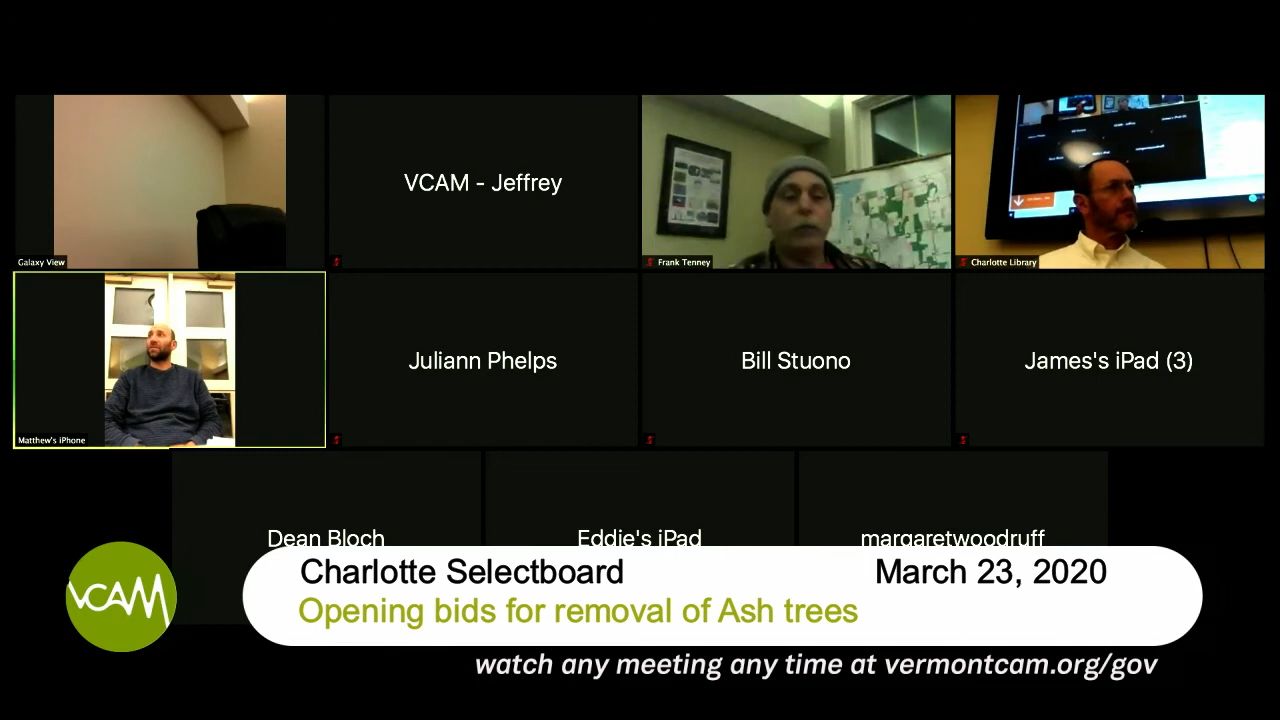 Galaxy View
VCAM - Jeffrey
Frank Tenney
Charlotte Library
Matthew's iPhone
Juliann Phelps
Bill Stuono
James's iPad (3)
Dean Bloch
Eddie's iPad
margaretwoodruff
VCAM
Charlotte Selectboard
March 23, 2020
Opening bids for removal of Ash trees
watch any meeting any time at vermontcam.org/gov